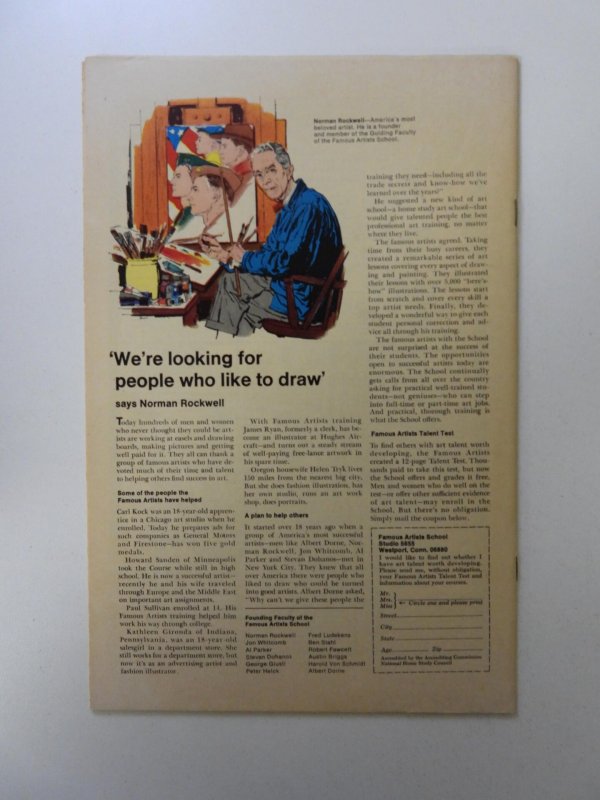 Norman Rockwell—America's most
beloved artist. He is a founder
and member of the Guiding Faculty
of the Famous Artists School.
'We're looking for
people who like to draw'
says Norman Rockwell
Today hundreds of men and women
who never thought they could be art-
ists are working at easels and drawing
boards, making pictures and getting
well paid for it. They all can thank a
group of famous artists who have de-
voted much of their time and talent
to helping others find success in art.
Some of the people the
Famous Artists have helped
Carl Kock was an 18-year-old appren-
tice in a Chicago art studio when he
enrolled. Today he prepares ads for
such companies as General Motors
and Firestone—has won five gold
medals.
Howard Sanden of Minneapolis
took the Course while still in high
school. He is now a successful artist—
recently he and his wife traveled
through Europe and the Middle East
on important art assignments.
Paul Sullivan enrolled at 14. His
Famous Artists training helped him
work his way through college.
Kathleen Gironda of Indiana,
Pennsylvania, was an 18-year-old
salesgirl in a department store. She
still works for a department store, but
now it's as an advertising artist and
fashion illustrator.
With Famous Artists training
James Ryan, formerly a clerk, has be-
come an illustrator at Hughes Air-
craft—and turns out a steady stream
of well-paying free-lance artwork in
his spare time.
Oregon housewife Helen Teyk lives
150 miles from the nearest big city.
But she does fashion illustration, has
her own studio, runs an art work
shop, does portraits.
A plan to help others
It started over 18 years ago when a
group of America's most successful
artists—men like Albert Dorne, Nor-
man Rockwell, Jon Whitcomb, Al
Parker and Stevan Dohanos—met in
New York City. They knew that all
over America there were people who
liked to draw who could be turned
into good artists. Albert Dorne asked,
"Why can't we give these people the
Founding Faculty of the
Famous Artists School
Norman Rockwell
Jon Whitcomb
Al Parker
Stevan Dohanos
George Giusti
Peter Helck
Fred Ludekens
Ben Stahl
Robert Fawcett
Austin Briggs
Harold Von Schmidt
Albert Dorne
training they need—including all the
trade secrets and know-how we've
learned over the years?"
He suggested a new kind of art
school—a home study art school—that
would give talented people the best
professional art training, no matter
where they live.
The famous artists agreed. Taking
time from their busy careers, they
created a remarkable series of art
lessons covering every aspect of draw-
ing and painting. They illustrated
their lessons with over 5,000 "here's-
how" illustrations. The lessons start
from scratch and cover every skill a
top artist needs. Finally, they de-
veloped a wonderful way to give each
student personal correction and ad-
vice all through his training.
The famous artists with the School
are not surprised at the success of
their students. The opportunities
open to successful artists today are
enormous. The School continually
gets calls from all over the country
asking for practical well-trained stu-
dents—not geniuses—who can step
into full-time or part-time art jobs.
And practical, thorough training is
what the School offers.
Famous Artists Talent Test
To find others with art talent worth
developing, the Famous Artists
created a 12-page Talent Test. Thou-
sands paid to take this test, but now
the School offers and grades it free.
Men and women who do well on the
test—or offer other sufficient evidence
of art talent—may enroll in the
School. But there's no obligation.
Simply mail the coupon below.
Famous Artists School
Studio 5855
Westport, Conn. 06880
I would like to find out whether I
have art talent worth developing.
Please send me, without obligation,
your Famous Artists Talent Test and
information about your courses.
Mr.
Mrs.
Miss
Circle one and please print
Street
City
State
Age Zip
Accredited by the Accrediting Commission
National Home Study Council